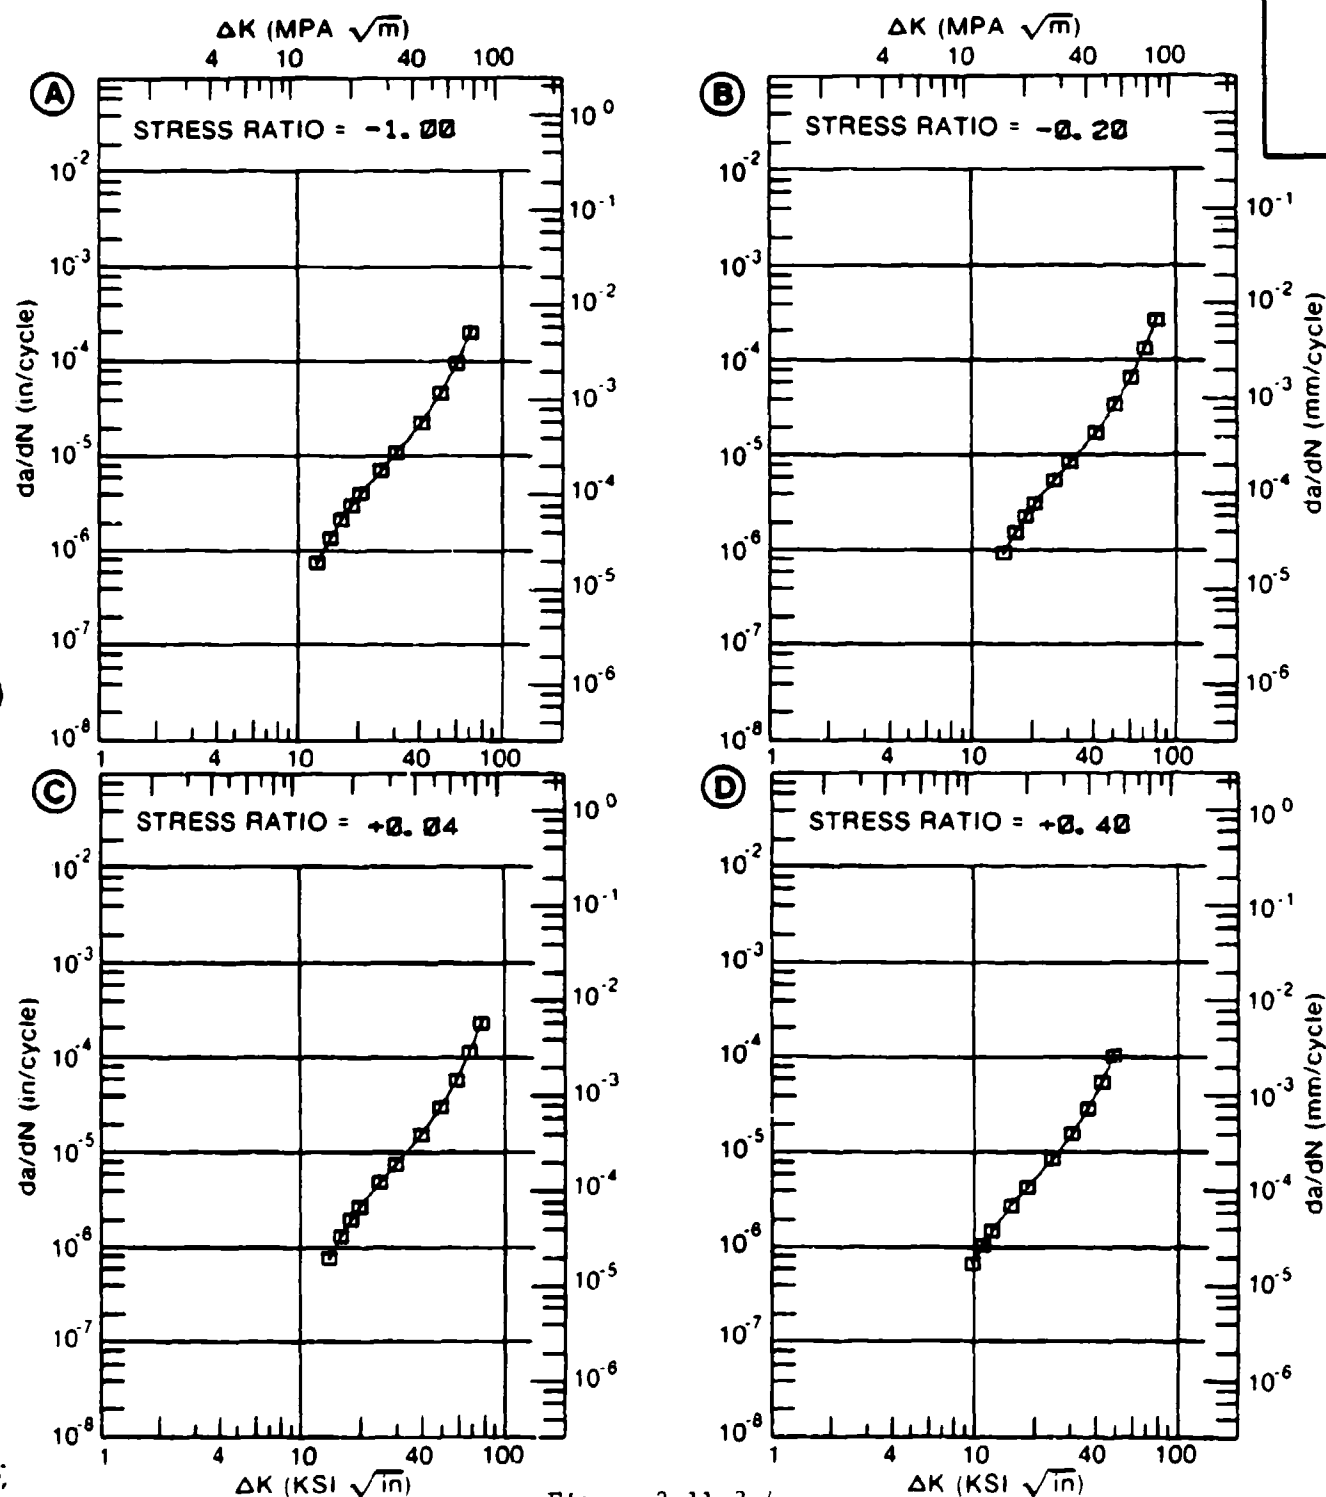 ΔK (MPA √m)
4 10 40 100
A
STRESS RATIO = -1.00
10^0
10^-1
10^-2
10^-3
10^-4
10^-5
10^-6
10^-2
10^-3
10^-4
10^-5
10^-6
10^-7
10^-8
da/dN (in/cycle)
1 4 10 40 100
ΔK (MPA √m)
4 10 40 100
B
STRESS RATIO = -0.20
10^-2
10^-3
10^-4
10^-5
10^-6
10^-7
10^-8
10^-1
10^-2
10^-3
10^-4
10^-5
10^-6
da/dN (mm/cycle)
1 4 10 40 100
C
STRESS RATIO = +0.04
10^0
10^-1
10^-2
10^-3
10^-4
10^-5
10^-6
10^-2
10^-3
10^-4
10^-5
10^-6
10^-7
10^-8
da/dN (in/cycle)
1 4 10 40 100
ΔK (KSI √in)
D
STRESS RATIO = +0.40
10^-2
10^-3
10^-4
10^-5
10^-6
10^-7
10^-8
10^0
10^-1
10^-2
10^-3
10^-4
10^-5
10^-6
da/dN (mm/cycle)
1 4 10 40 100
ΔK (KSI √in)